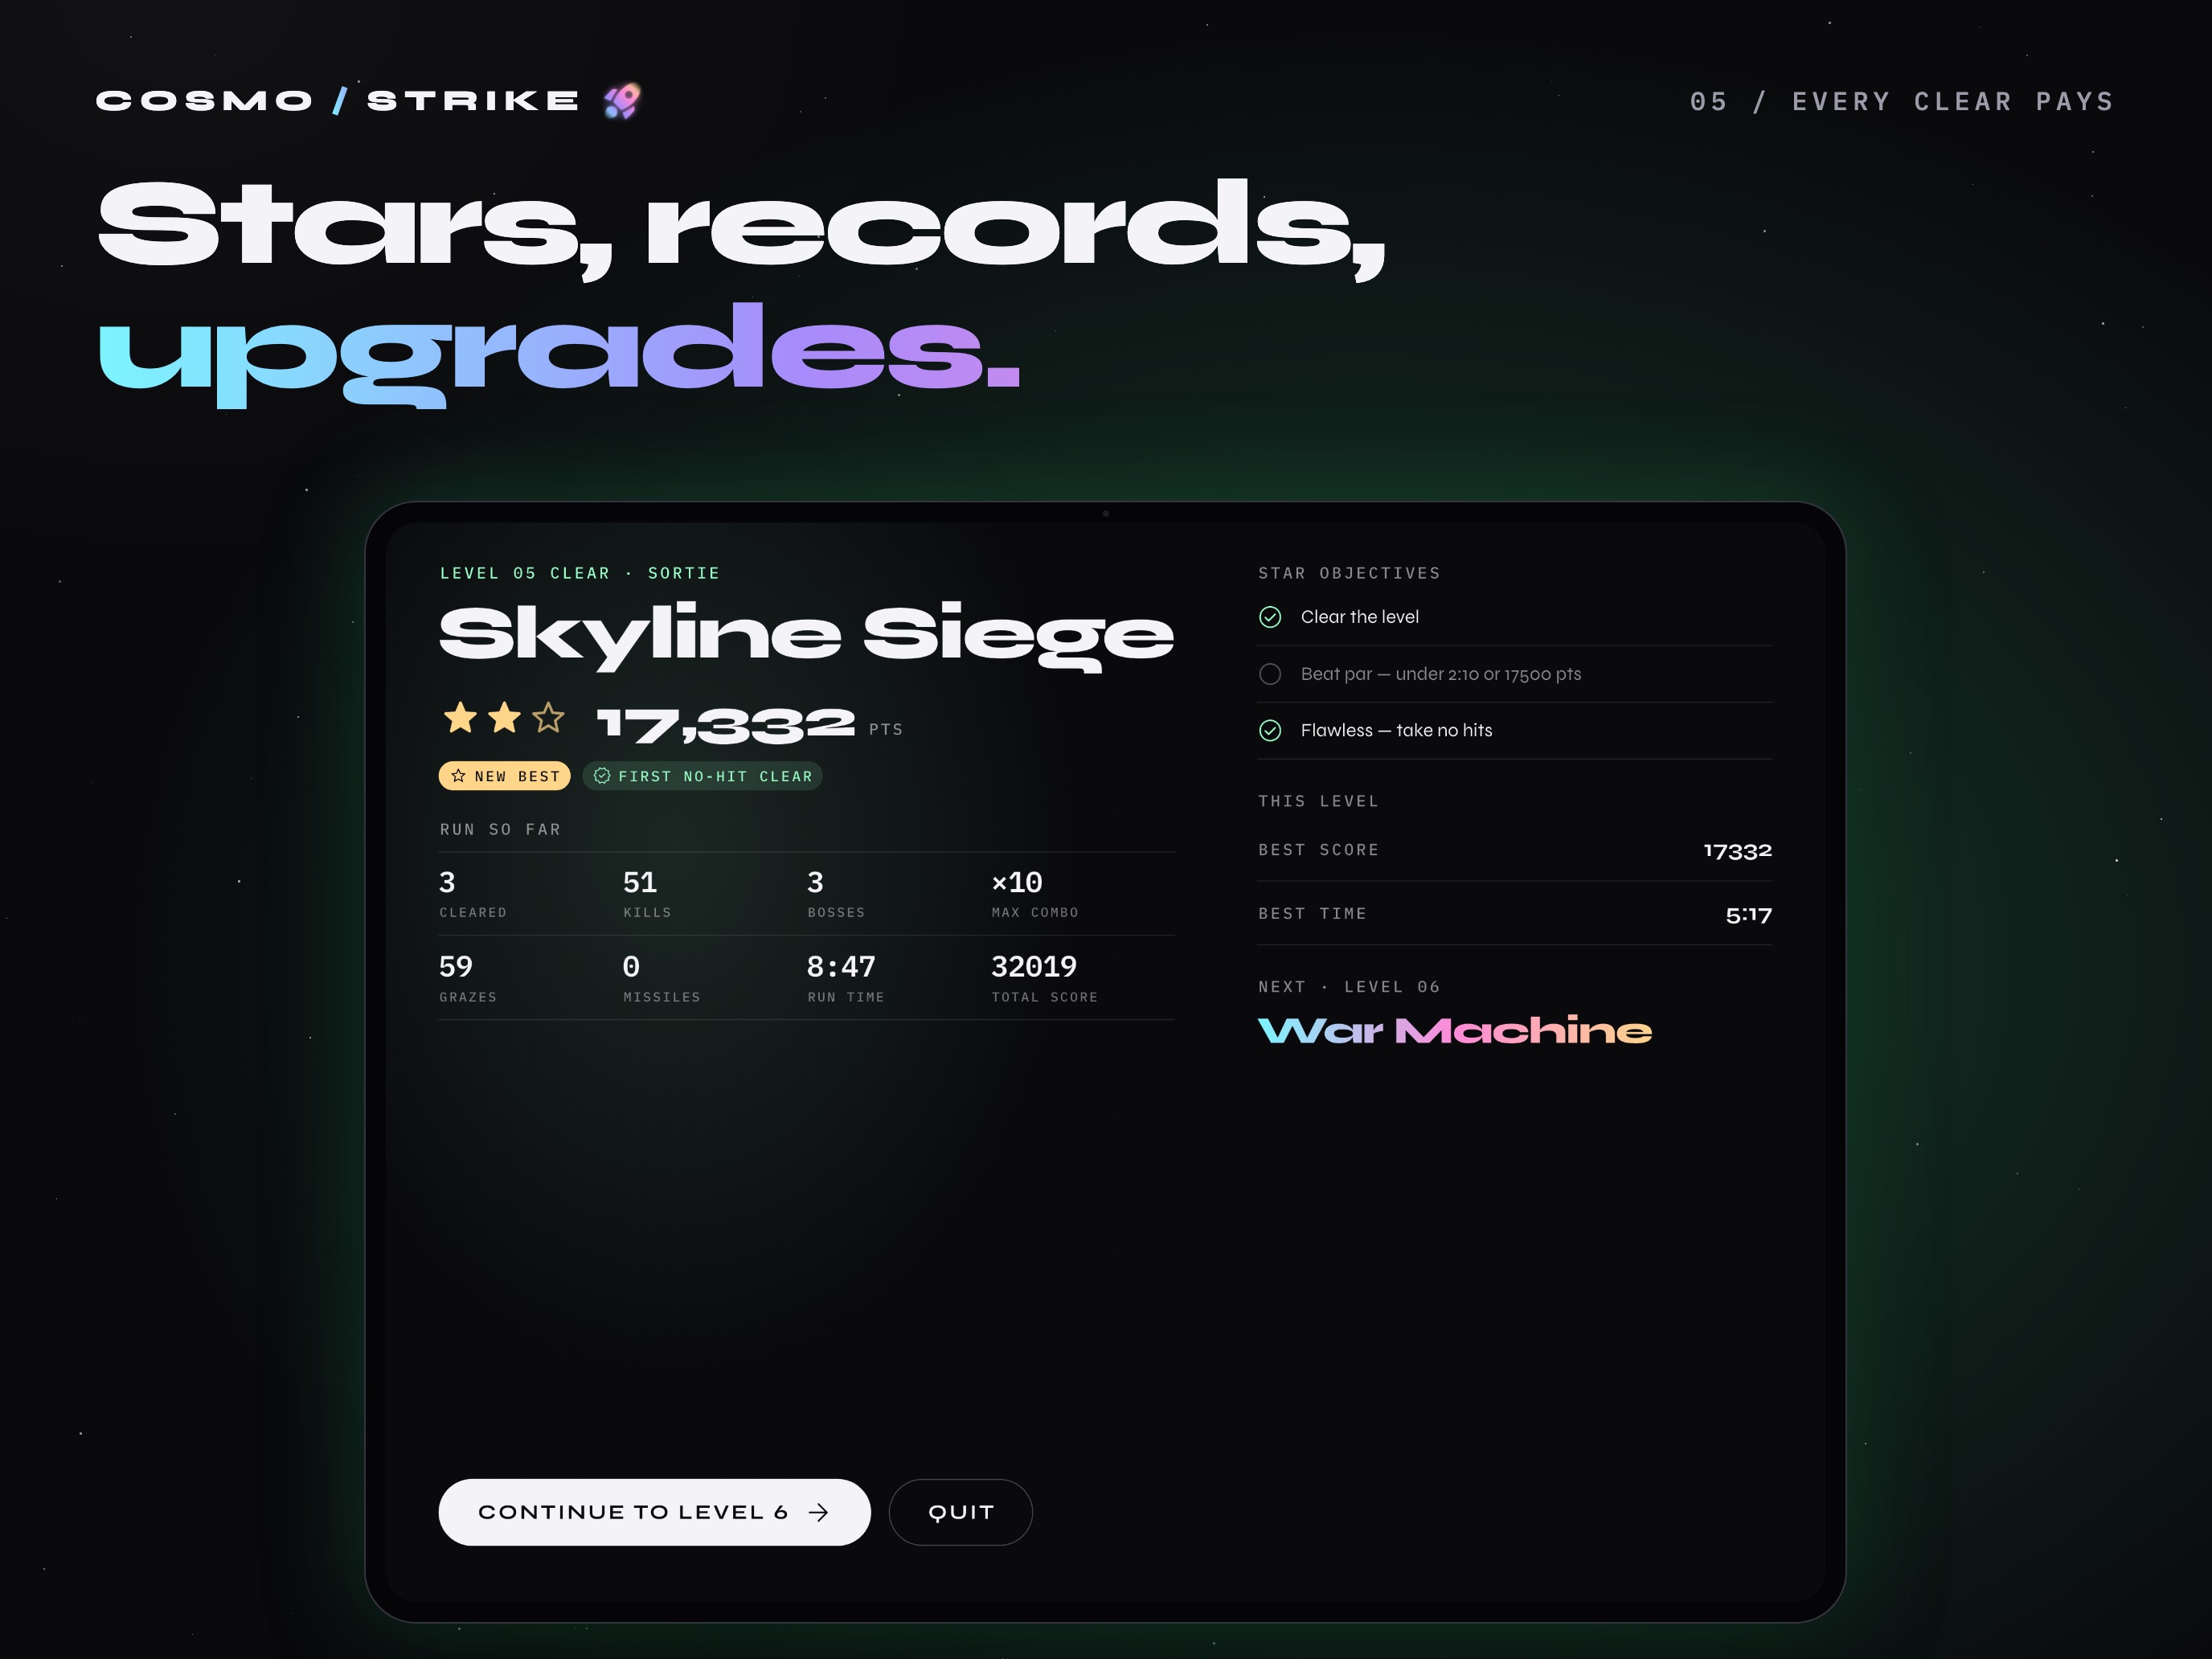 COSMO / STRIKE 🚀
05 / EVERY CLEAR PAYS
Stars, records,
upgrades.
LEVEL 05 CLEAR · SORTIE
Skyline Siege
17,332 PTS
NEW BEST
FIRST NO-HIT CLEAR
RUN SO FAR
3 51 3 ×10
CLEARED KILLS BOSSES MAX COMBO
59 0 8:47 32019
GRAZES MISSILES RUN TIME TOTAL SCORE
STAR OBJECTIVES
Clear the level
Beat par — under 2:10 or 17500 pts
Flawless — take no hits
THIS LEVEL
BEST SCORE 17332
BEST TIME 5:17
NEXT · LEVEL 06
War Machine
CONTINUE TO LEVEL 6 →
QUIT